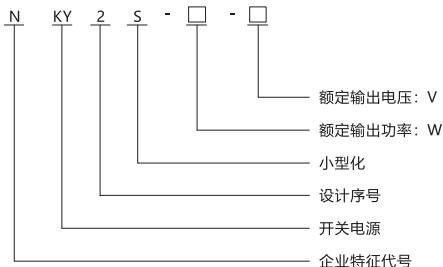 N KY 2 S - □ - □
额定输出电压：V
额定输出功率：W
小型化
设计序号
开关电源
企业特征代号